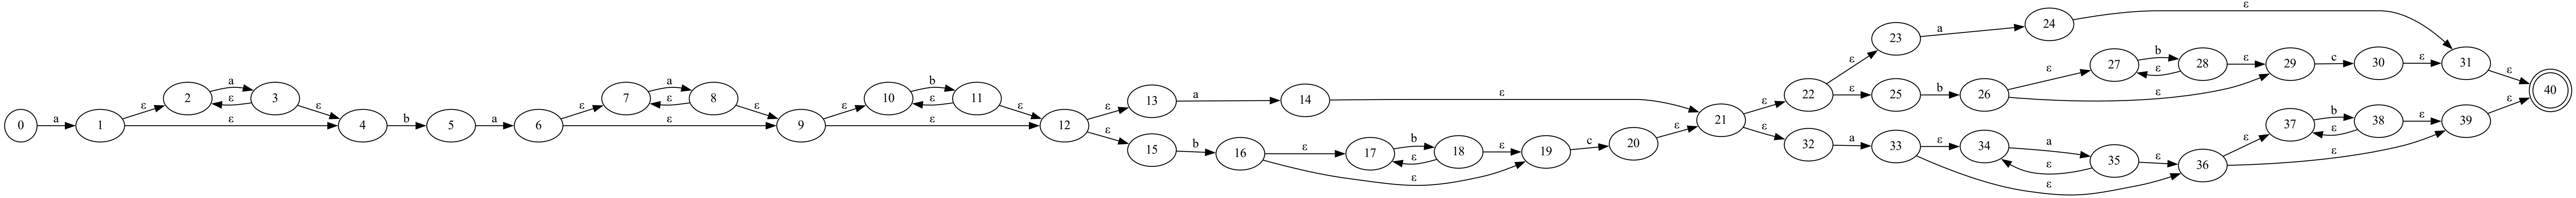 ε
24
23
a
ε
ε
27
b
28
ε
29
c
30
ε
31
ε
ε
2
a
3
ε
ε
7
a
8
ε
ε
10
b
11
ε
ε
13
a
14
ε
22
ε
25
b
26
ε
ε
40
0
a
1
ε
ε
ε
4
b
5
a
6
ε
ε
ε
9
ε
ε
ε
12
ε
21
ε
ε
37
b
38
ε
39
ε
ε
15
b
16
ε
17
b
18
ε
19
c
20
ε
32
a
33
ε
34
a
35
ε
36
ε
ε
ε
ε
ε
ε